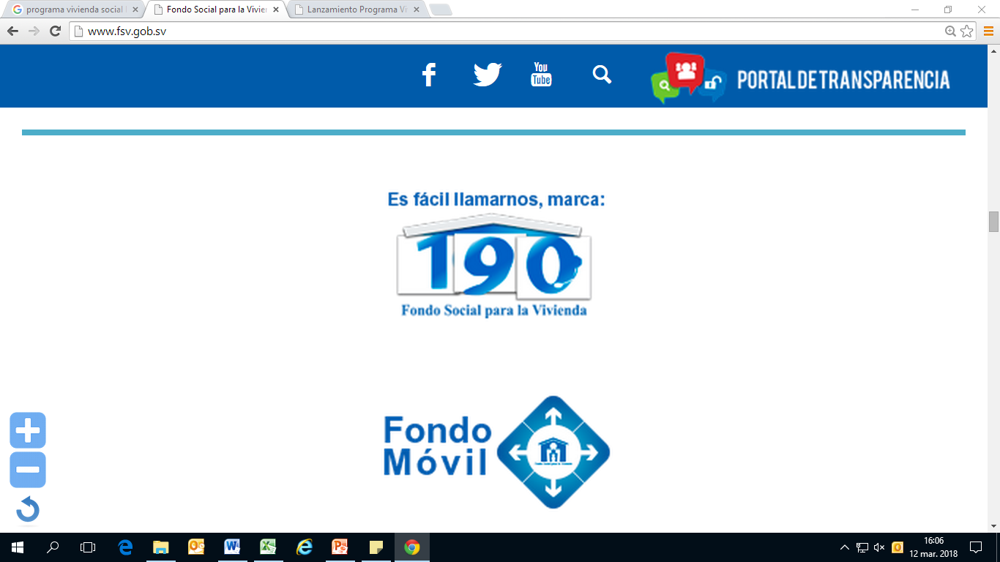 programa vivienda social
Fondo Social para la Vivien
Lanzamiento Programa Vi
www.fsv.gob.sv
You
Tube
PORTAL DE TRANSPARENCIA
Es fácil llamarnos, marca:
190
Fondo Social para la Vivienda
Fondo
Móvil
16:06
12 mar. 2018